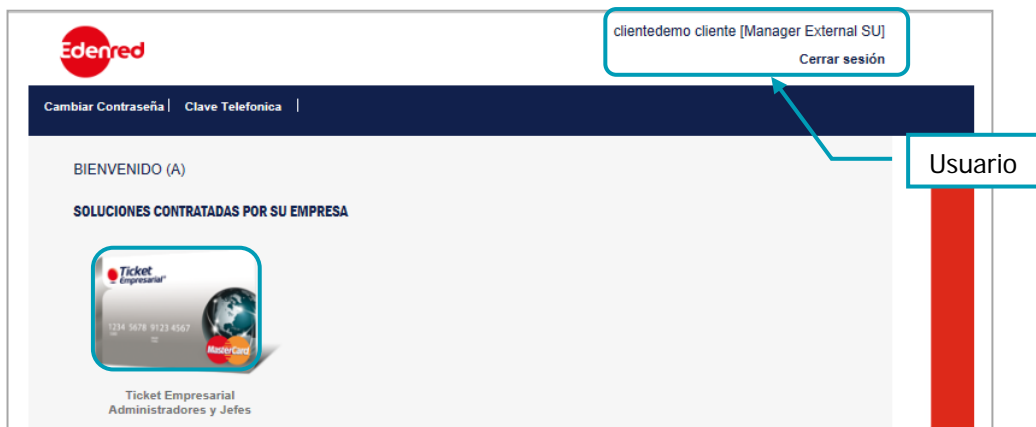 Edenred
clientedemo cliente [Manager External SU]
Cerrar sesión
Cambiar Contraseña | Clave Telefonica |
Usuario
BIENVENIDO (A)
SOLUCIONES CONTRATADAS POR SU EMPRESA
Ticket
Empresarial
1234 5678 9123 4567
MasterCard
Ticket Empresarial
Administradores y Jefes